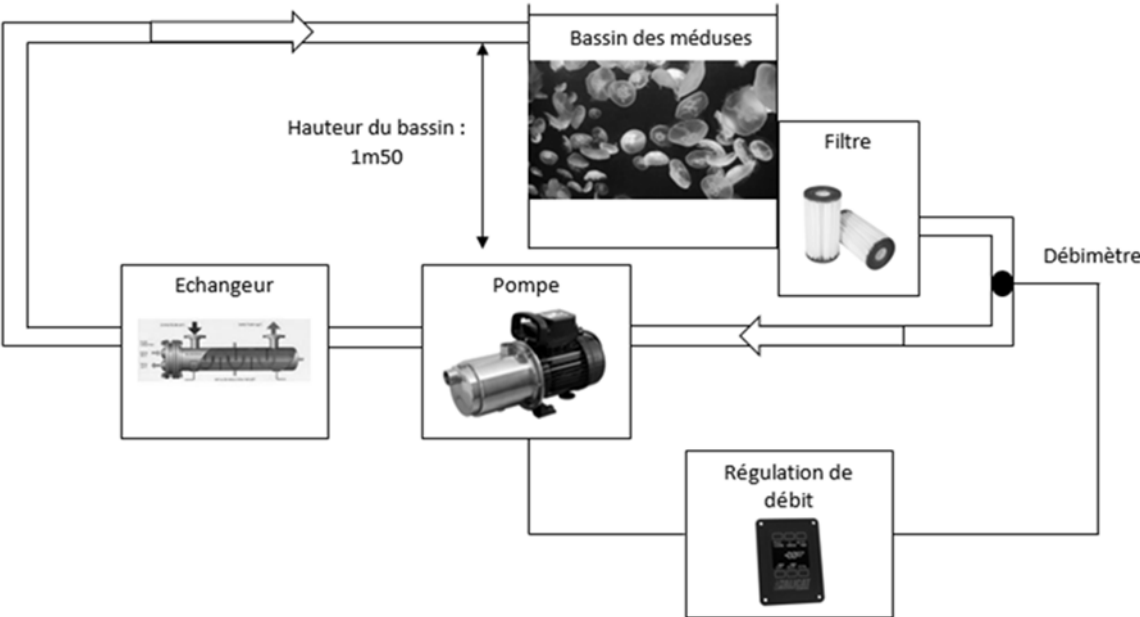 Bassin des méduses
Hauteur du bassin :
1m50
Filtre
Débimètre
Echangeur
Pompe
Régulation de
débit